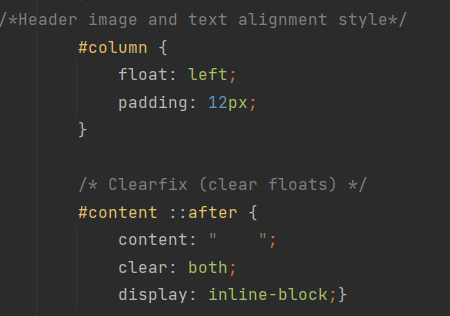 /*Header image and text alignment style*/
#column {
float: left;
padding: 12px;
}
/* Clearfix (clear floats) */
#content ::after {
content: "    ";
clear: both;
display: inline-block;}